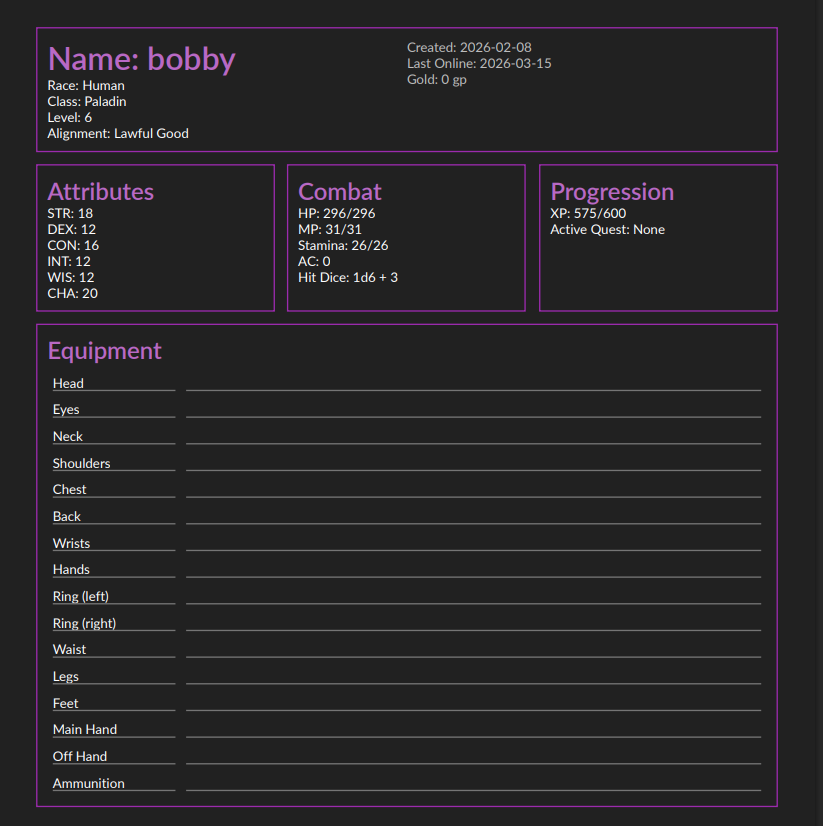 Name: bobby
Race: Human
Class: Paladin
Level: 6
Alignment: Lawful Good
Created: 2026-02-08
Last Online: 2026-03-15
Gold: 0 gp
Attributes
STR: 18
DEX: 12
CON: 16
INT: 12
WIS: 12
CHA: 20
Combat
HP: 296/296
MP: 31/31
Stamina: 26/26
AC: 0
Hit Dice: 1d6 + 3
Progression
XP: 575/600
Active Quest: None
Equipment
Head
Eyes
Neck
Shoulders
Chest
Back
Wrists
Hands
Ring (left)
Ring (right)
Waist
Legs
Feet
Main Hand
Off Hand
Ammunition